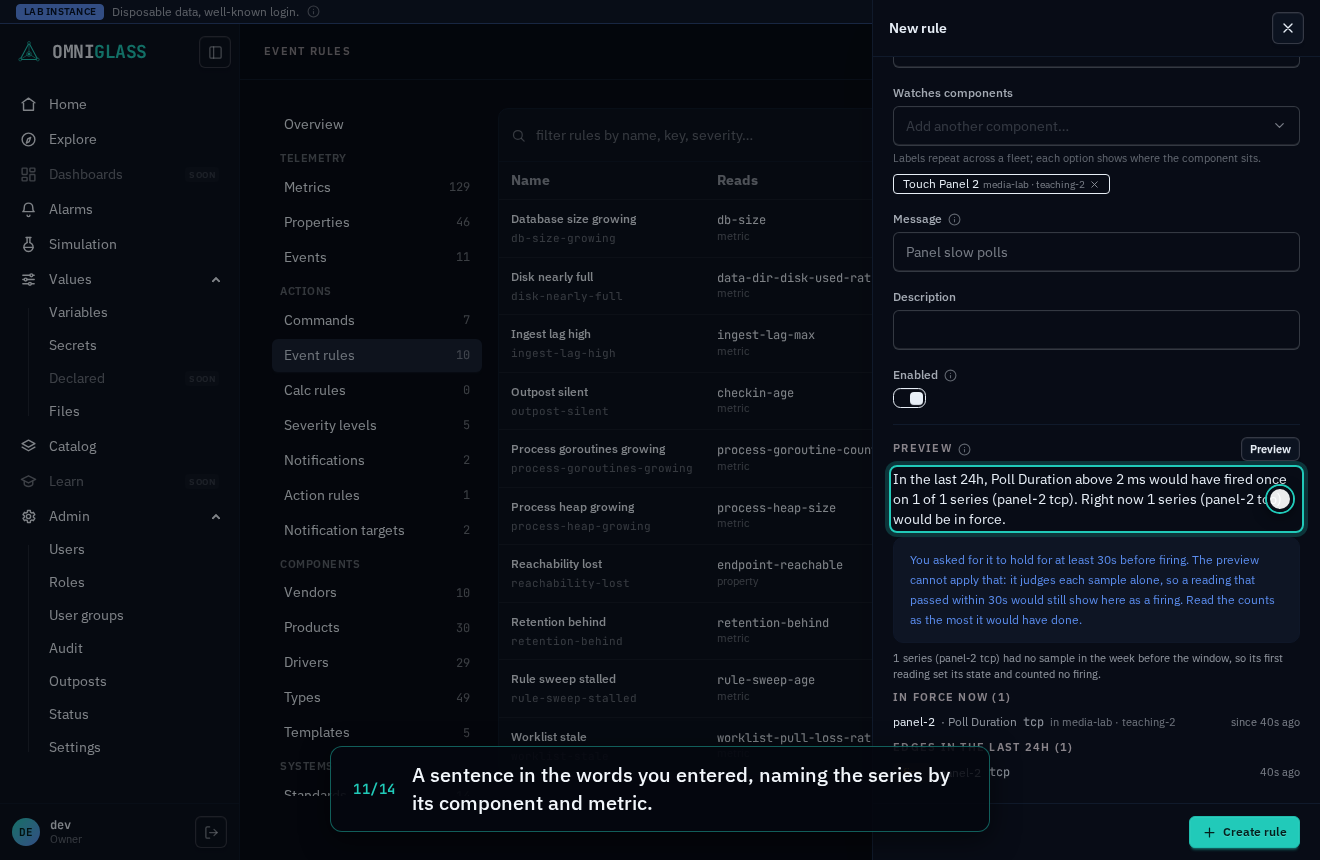 LAB INSTANCE Disposable data, well-known login.
OMNIGLASS
Home
Explore
Dashboards SOON
Alarms
Simulation
Values
Variables
Secrets
Declared SOON
Files
Catalog
Learn SOON
Admin
Users
Roles
User groups
Audit
Outposts
Status
Settings
DE dev
Owner
EVENT RULES
Overview
TELEMETRY
Metrics 129
Properties 46
Events 11
ACTIONS
Commands 7
Event rules 10
Calc rules 0
Severity levels 5
Notifications 2
Action rules 1
Notification targets 2
COMPONENTS
Vendors 10
Products 30
Drivers 29
Types 49
Templates 5
SYSTEMS
filter rules by name, key, severity...
Name Reads
Database size growing db-size
db-size-growing metric
Disk nearly full data-dir-disk-used-rat
disk-nearly-full metric
Ingest lag high ingest-lag-max
ingest-lag-high metric
Outpost silent checkin-age
outpost-silent metric
Process goroutines growing process-goroutine-coun
process-goroutines-growing metric
Process heap growing process-heap-size
process-heap-growing metric
Reachability lost endpoint-reachable
reachability-lost property
Retention behind retention-behind
retention-behind metric
Rule sweep stalled rule-sweep-age
rule-sweep-stalled metric
Worklist stale worklist-pull-loss-rat
New rule
Watches components
Add another component...
Labels repeat across a fleet; each option shows where the component sits.
Touch Panel 2 media-lab · teaching-2
Message
Panel slow polls
Description
Enabled
PREVIEW Preview
In the last 24h, Poll Duration above 2 ms would have fired once
on 1 of 1 series (panel-2 tcp). Right now 1 series (panel-2 tcp)
would be in force.
You asked for it to hold for at least 30s before firing. The preview
cannot apply that: it judges each sample alone, so a reading that
passed within 30s would still show here as a firing. Read the counts
as the most it would have done.
1 series (panel-2 tcp) had no sample in the week before the window, so its first
reading set its state and counted no firing.
IN FORCE NOW (1)
panel-2 · Poll Duration tcp in media-lab · teaching-2 since 40s ago
EDGES IN THE LAST 24H (1)
panel-2 tcp 40s ago
Create rule
11/14 A sentence in the words you entered, naming the series by
its component and metric.